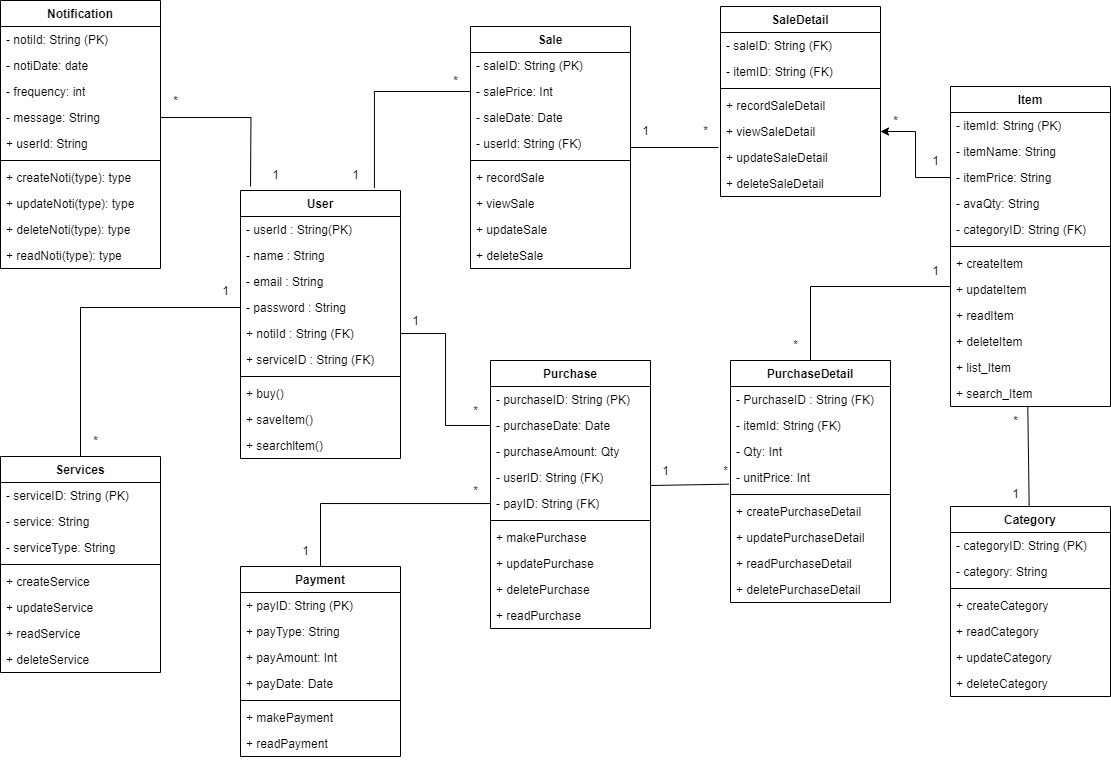 Notification
- notiId: String (PK)
- notiDate: date
- frequency: int
- message: String
+ userId: String
+ createNoti(type): type
+ updateNoti(type): type
+ deleteNoti(type): type
+ readNoti(type): type
*
1
User
- userId : String(PK)
- name : String
- email : String
- password : String
+ notiId : String (FK)
+ serviceID : String (FK)
+ buy()
+ saveItem()
+ searchItem()
1
*
Services
- serviceID: String (PK)
- service: String
- serviceType: String
+ createService
+ updateService
+ readService
+ deleteService
*
1
Sale
- saleID: String (PK)
- salePrice: Int
- saleDate: Date
- userId: String (FK)
+ recordSale
+ viewSale
+ updateSale
+ deleteSale
1
*
SaleDetail
- saleID: String (FK)
- itemID: String (FK)
+ recordSaleDetail
+ viewSaleDetail
+ updateSaleDetail
+ deleteSaleDetail
*
1
Item
- itemId: String (PK)
- itemName: String
- itemPrice: String
- avaQty: String
- categoryID: String (FK)
+ createItem
+ updateItem
+ readItem
+ deleteItem
+ list_Item
+ search_Item
1
*
1
*
Purchase
- purchaseID: String (PK)
- purchaseDate: Date
- purchaseAmount: Qty
- userID: String (FK)
- payID: String (FK)
+ makePurchase
+ updatePurchase
+ deletePurchase
+ readPurchase
1
*
PurchaseDetail
- PurchaseID : String (FK)
- itemId: String (FK)
- Qty: Int
- unitPrice: Int
+ createPurchaseDetail
+ updatePurchaseDetail
+ readPurchaseDetail
+ deletePurchaseDetail
*
1
Payment
+ payID: String (PK)
+ payType: String
+ payAmount: Int
+ payDate: Date
+ makePayment
+ readPayment
*
1
Category
- categoryID: String (PK)
- category: String
+ createCategory
+ readCategory
+ updateCategory
+ deleteCategory